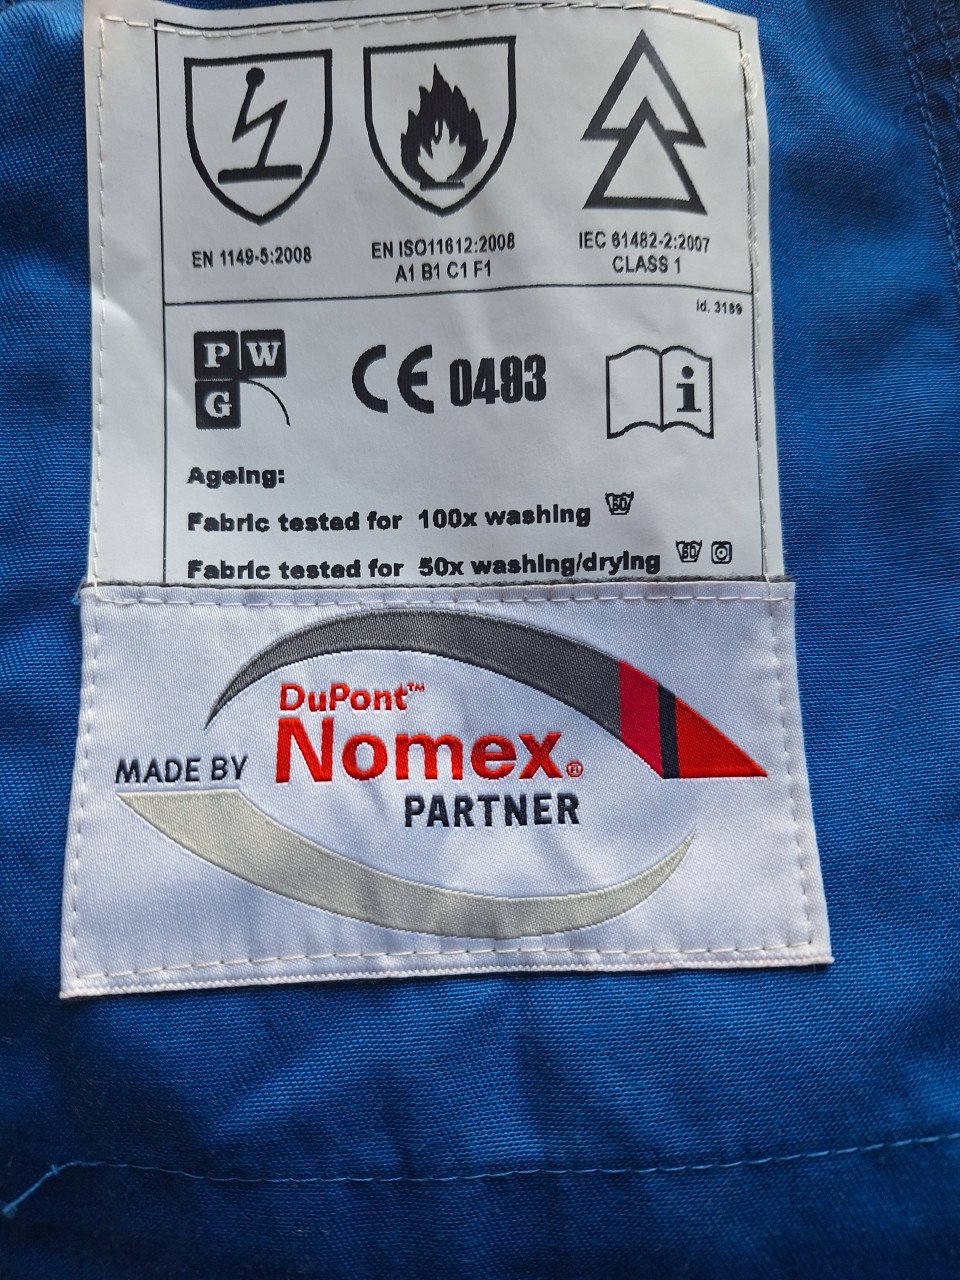 EN 1149-5:2008
EN ISO11612:2008
A1 B1 C1 F1
IEC 61482-2:2007
CLASS 1
id. 3189
P W
G
CE 0493
i
Ageing:
Fabric tested for 100x washing 60
Fabric tested for 50x washing/drying 60
DuPont™
Nomex®
MADE BY
PARTNER